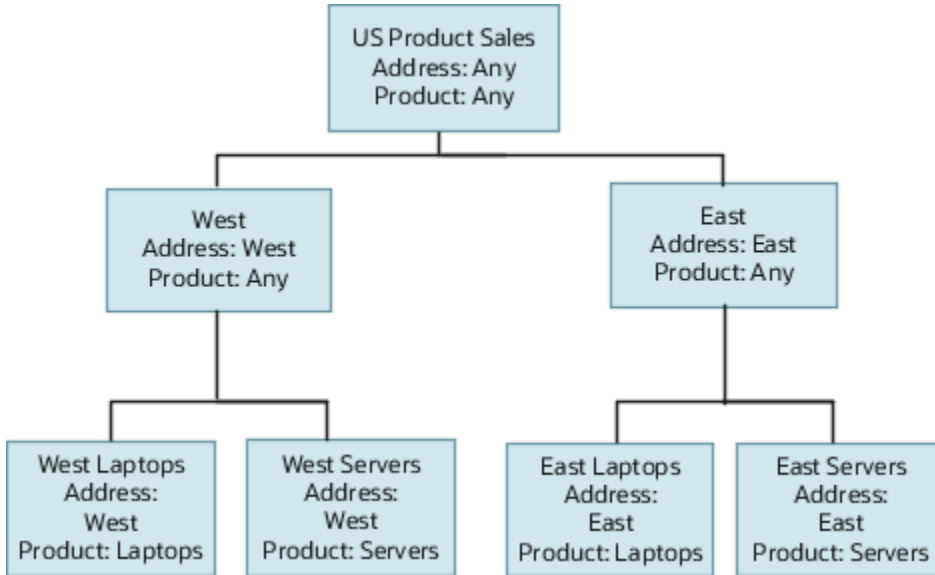 US Product Sales
Address: Any
Product: Any
West
Address: West
Product: Any
East
Address: East
Product: Any
West Laptops
Address:
West
Product: Laptops
West Servers
Address:
West
Product: Servers
East Laptops
Address:
East
Product: Laptops
East Servers
Address:
East
Product: Servers